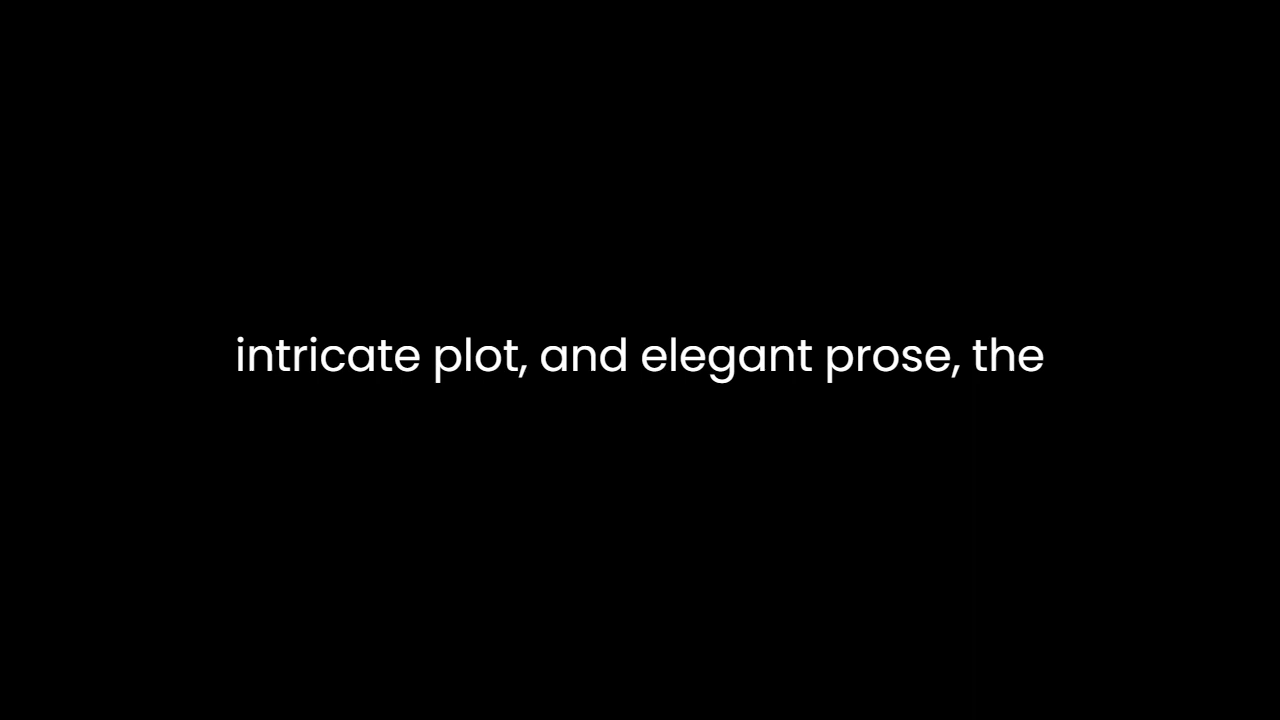 intricate plot, and elegant prose, the